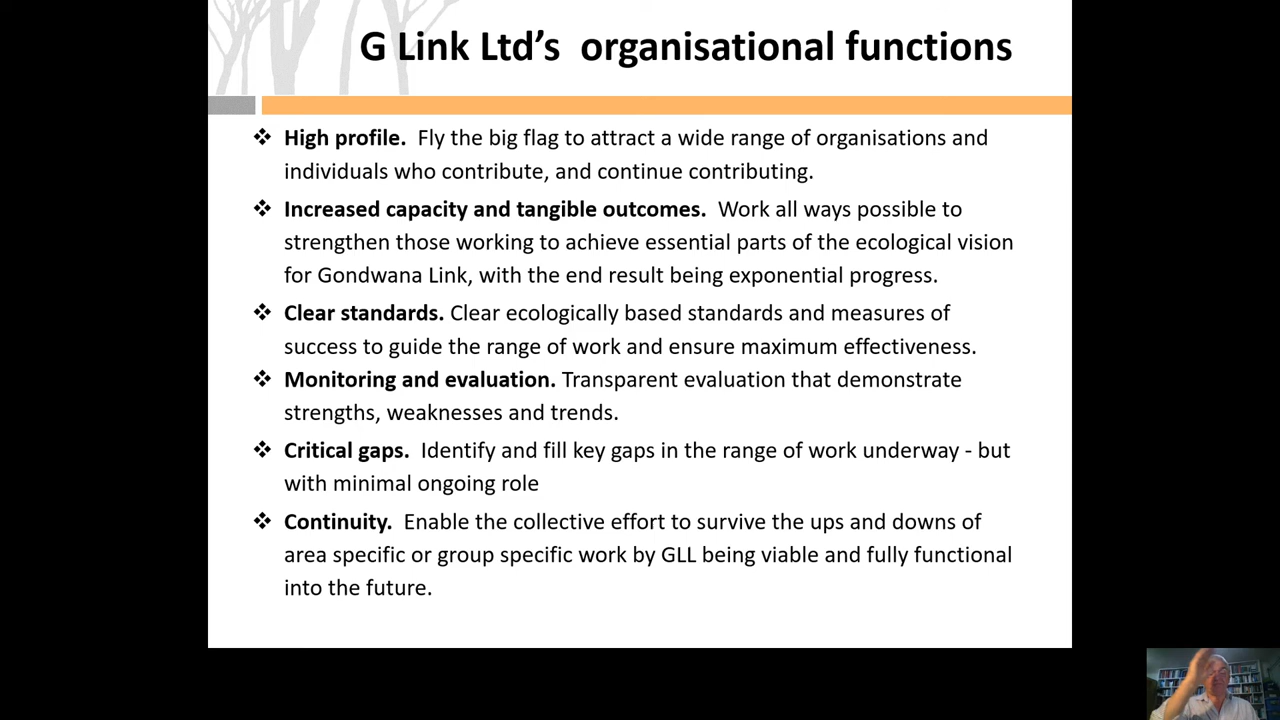 G Link Ltd’s  organisational functions
❖ High profile.  Fly the big flag to attract a wide range of organisations and
individuals who contribute, and continue contributing.
❖ Increased capacity and tangible outcomes.  Work all ways possible to
strengthen those working to achieve essential parts of the ecological vision
for Gondwana Link, with the end result being exponential progress.
❖ Clear standards. Clear ecologically based standards and measures of
success to guide the range of work and ensure maximum effectiveness.
❖ Monitoring and evaluation. Transparent evaluation that demonstrate
strengths, weaknesses and trends.
❖ Critical gaps.  Identify and fill key gaps in the range of work underway - but
with minimal ongoing role
❖ Continuity.  Enable the collective effort to survive the ups and downs of
area specific or group specific work by GLL being viable and fully functional
into the future.